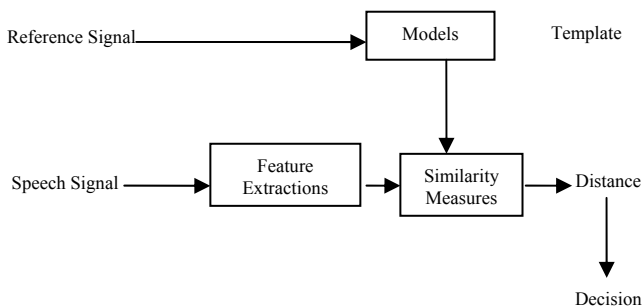 Reference Signal
Models
Template
Speech Signal
Feature
Extractions
Similarity
Measures
Distance
Decision